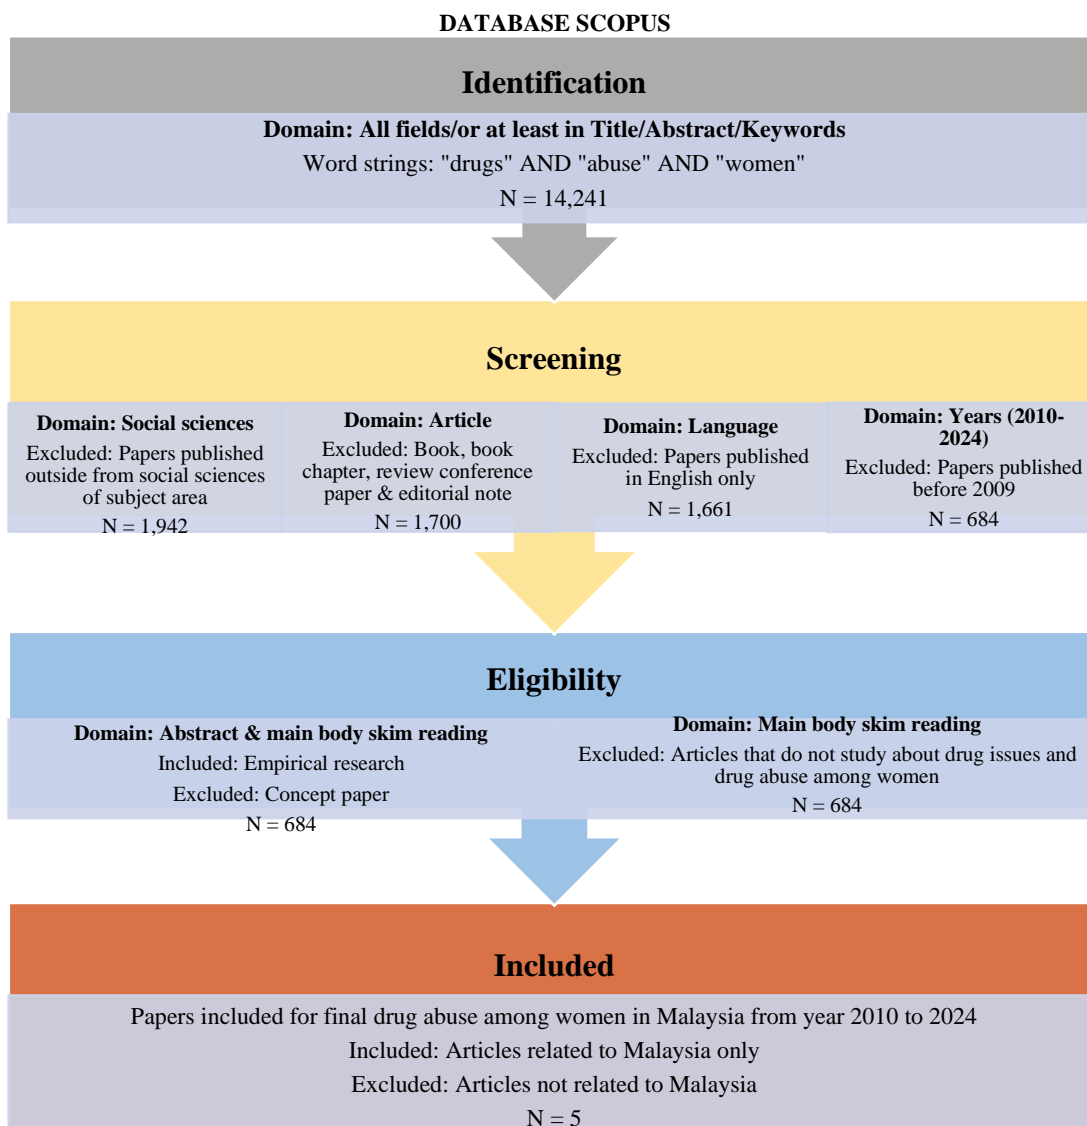 DATABASE SCOPUS
Identification
Domain: All fields/or at least in Title/Abstract/Keywords
Word strings: "drugs" AND "abuse" AND "women"
N = 14,241
Screening
Domain: Social sciences
Excluded: Papers published
outside from social sciences
of subject area
N = 1,942
Domain: Article
Excluded: Book, book
chapter, review conference
paper & editorial note
N = 1,700
Domain: Language
Excluded: Papers published
in English only
N = 1,661
Domain: Years (2010-
2024)
Excluded: Papers published
before 2009
N = 684
Eligibility
Domain: Abstract & main body skim reading
Included: Empirical research
Excluded: Concept paper
N = 684
Domain: Main body skim reading
Excluded: Articles that do not study about drug issues and
drug abuse among women
N = 684
Included
Papers included for final drug abuse among women in Malaysia from year 2010 to 2024
Included: Articles related to Malaysia only
Excluded: Articles not related to Malaysia
N = 5